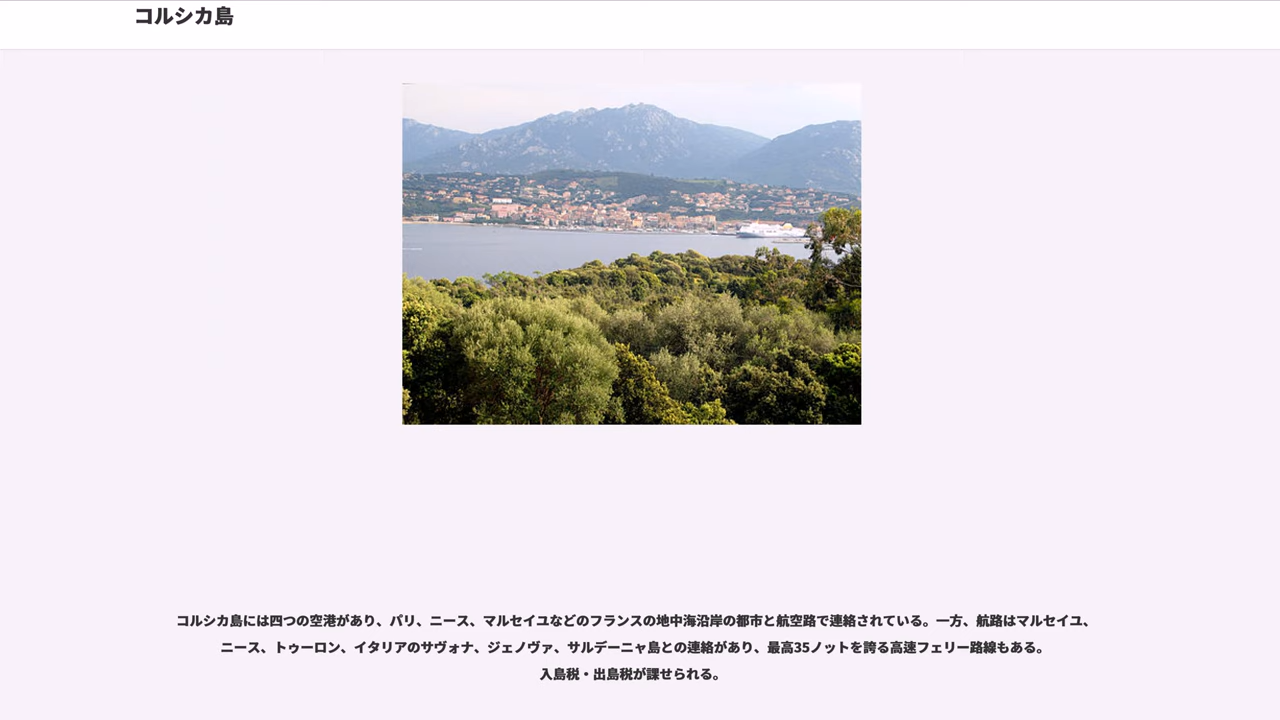 コルシカ島
コルシカ島には四つの空港があり、パリ、ニース、マルセイユなどのフランスの地中海沿岸の都市と航空路で連絡されている。一方、航路はマルセイユ、
ニース、トゥーロン、イタリアのサヴォナ、ジェノヴァ、サルデーニャ島との連絡があり、最高35ノットを誇る高速フェリー路線もある。
入島税・出島税が課せられる。